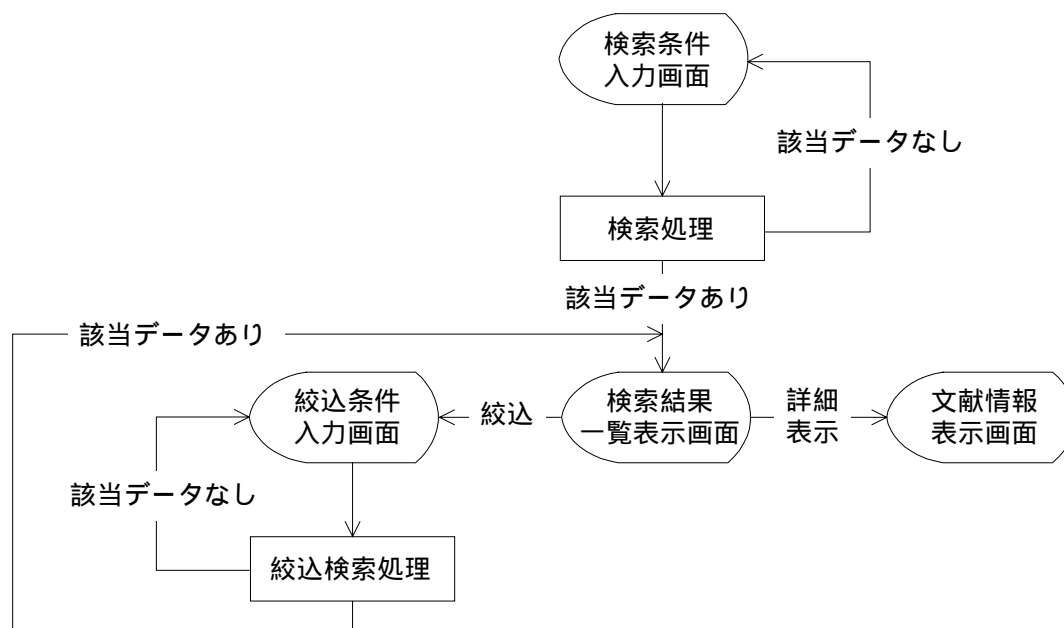 検索条件
入力画面
該当データなし
検索処理
該当データあり
該当データあり
絞込条件
入力画面
絞込
検索結果
一覧表示画面
詳細
表示
文献情報
表示画面
該当データなし
絞込検索処理